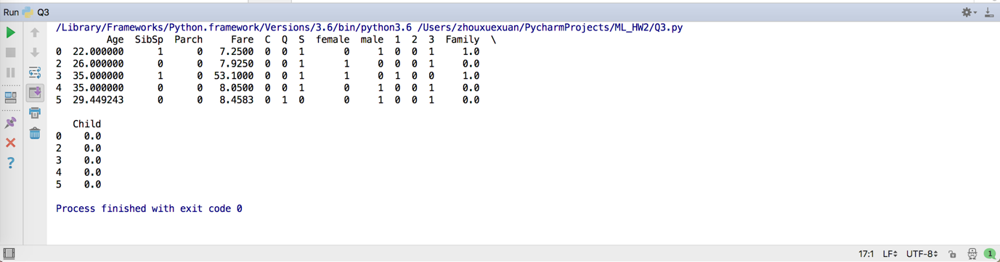 Run Q3
/Library/Frameworks/Python.framework/Versions/3.6/bin/python3.6 /Users/zhouxuexuan/PycharmProjects/ML_HW2/Q3.py
Age SibSp Parch Fare C Q S female male 1 2 3 Family \
0 22.000000 1 0 7.2500 0 0 1 0 1 0 0 1 1.0
2 26.000000 0 0 7.9250 0 0 1 1 0 0 0 1 0.0
3 35.000000 1 0 53.1000 0 0 1 1 0 1 0 0 1.0
4 35.000000 0 0 8.0500 0 0 1 0 1 0 0 1 0.0
5 29.449243 0 0 8.4583 0 1 0 0 1 0 0 1 0.0
Child
0 0.0
2 0.0
3 0.0
4 0.0
5 0.0
Process finished with exit code 0
17:1 LF UTF-8 1